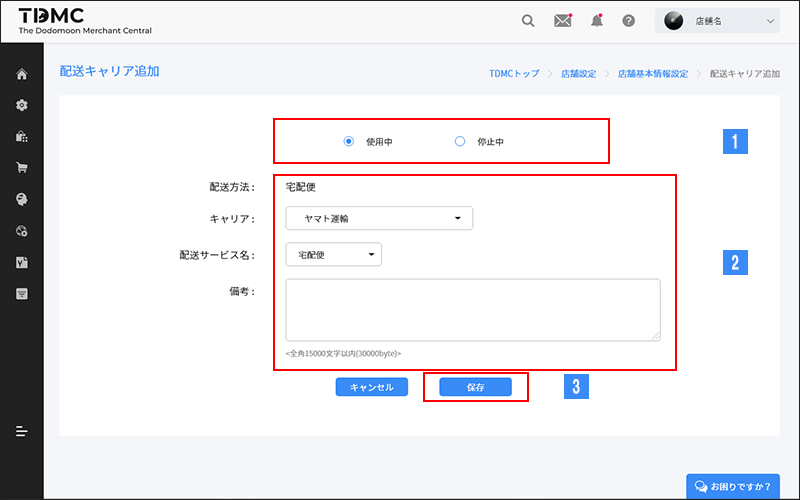 TDMC
The Dodomoon Merchant Central
店舗名
配送キャリア追加
TDMCトップ > 店舗設定 > 店舗基本情報設定 > 配送キャリア追加
使用中 停止中
1
配送方法 : 宅配便
キャリア : ヤマト運輸
配送サービス名 : 宅配便
2
備考 :
<全角15000文字以内(30000byte)>
キャンセル 保存
3
お困りですか？